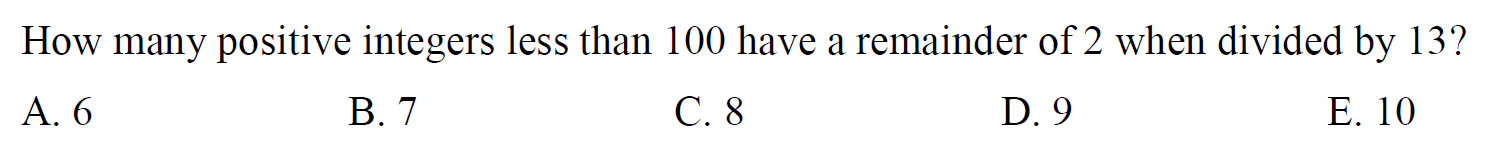 How many positive integers less than 100 have a remainder of 2 when divided by 13?
A. 6 B. 7 C. 8 D. 9 E. 10